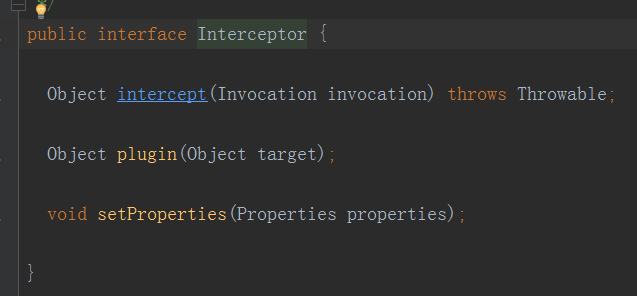 /
public interface Interceptor {
Object intercept(Invocation invocation) throws Throwable;
Object plugin(Object target);
void setProperties(Properties properties);
}